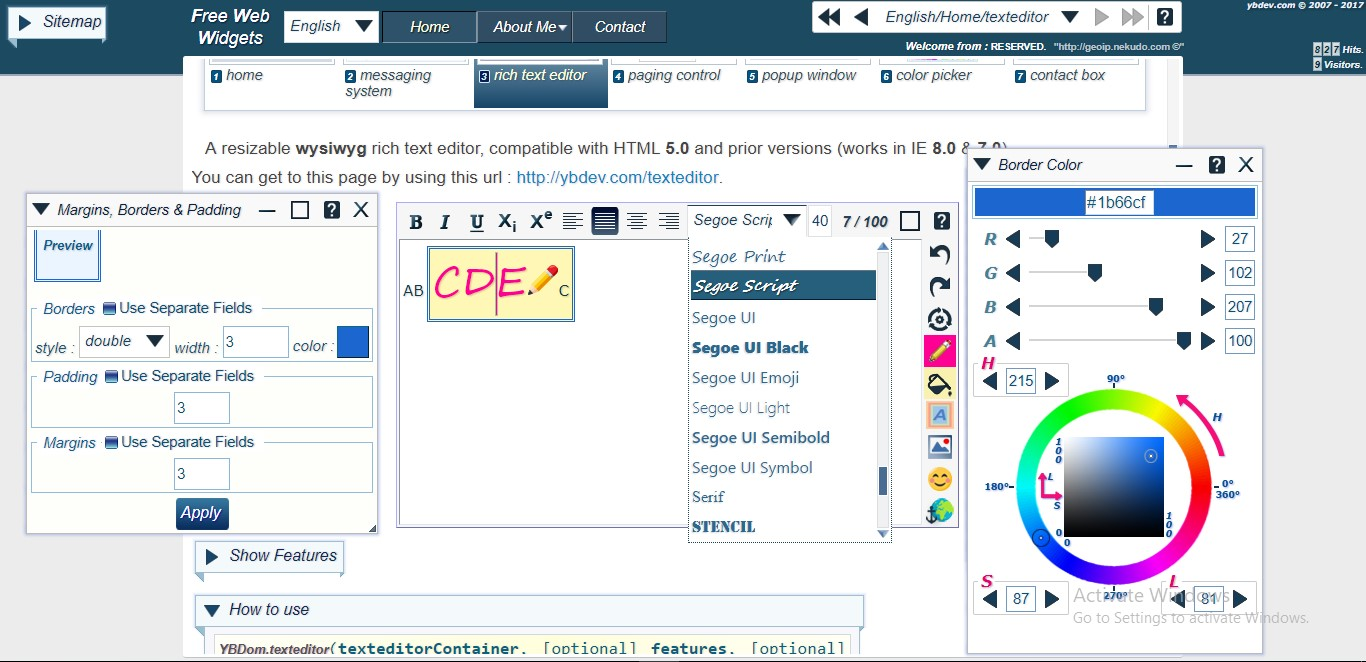 Sitemap
Free Web
Widgets
English
Home
About Me
Contact
English/Home/texteditor
?
ybdev.com © 2007 - 2017
Welcome from : RESERVED. "http://geoip.nekudo.com ©"
827 Hits.
9 Visitors.
1 home
2 messaging
system
3 rich text editor
4 paging control
5 popup window
6 color picker
7 contact box
A resizable wysiwyg rich text editor, compatible with HTML 5.0 and prior versions (works in IE 8.0 & 7.0)
You can get to this page by using this url : http://ybdev.com/texteditor.
Margins, Borders & Padding
?
X
Preview
Borders
Use Separate Fields
style :
double
width :
3
color :
Padding
Use Separate Fields
3
Margins
Use Separate Fields
3
Apply
B I U Xi Xe
Segoe Scrip
40
7 / 100
?
AB CDE C
Segoe Print
Segoe Script
Segoe UI
Segoe UI Black
Segoe UI Emoji
Segoe UI Light
Segoe UI Semibold
Segoe UI Symbol
Serif
STENCIL
A
Border Color
?
X
#1b66cf
R 27
G 102
B 207
A 100
H
215
90°
H
100
180°
0°
360°
L
S
100
0
0
270°
S
87
L
81
Activate Windows
Go to Settings to activate Windows.
Show Features
How to use
YBDom.texteditor(texteditorContainer, [optional] features, [optional]